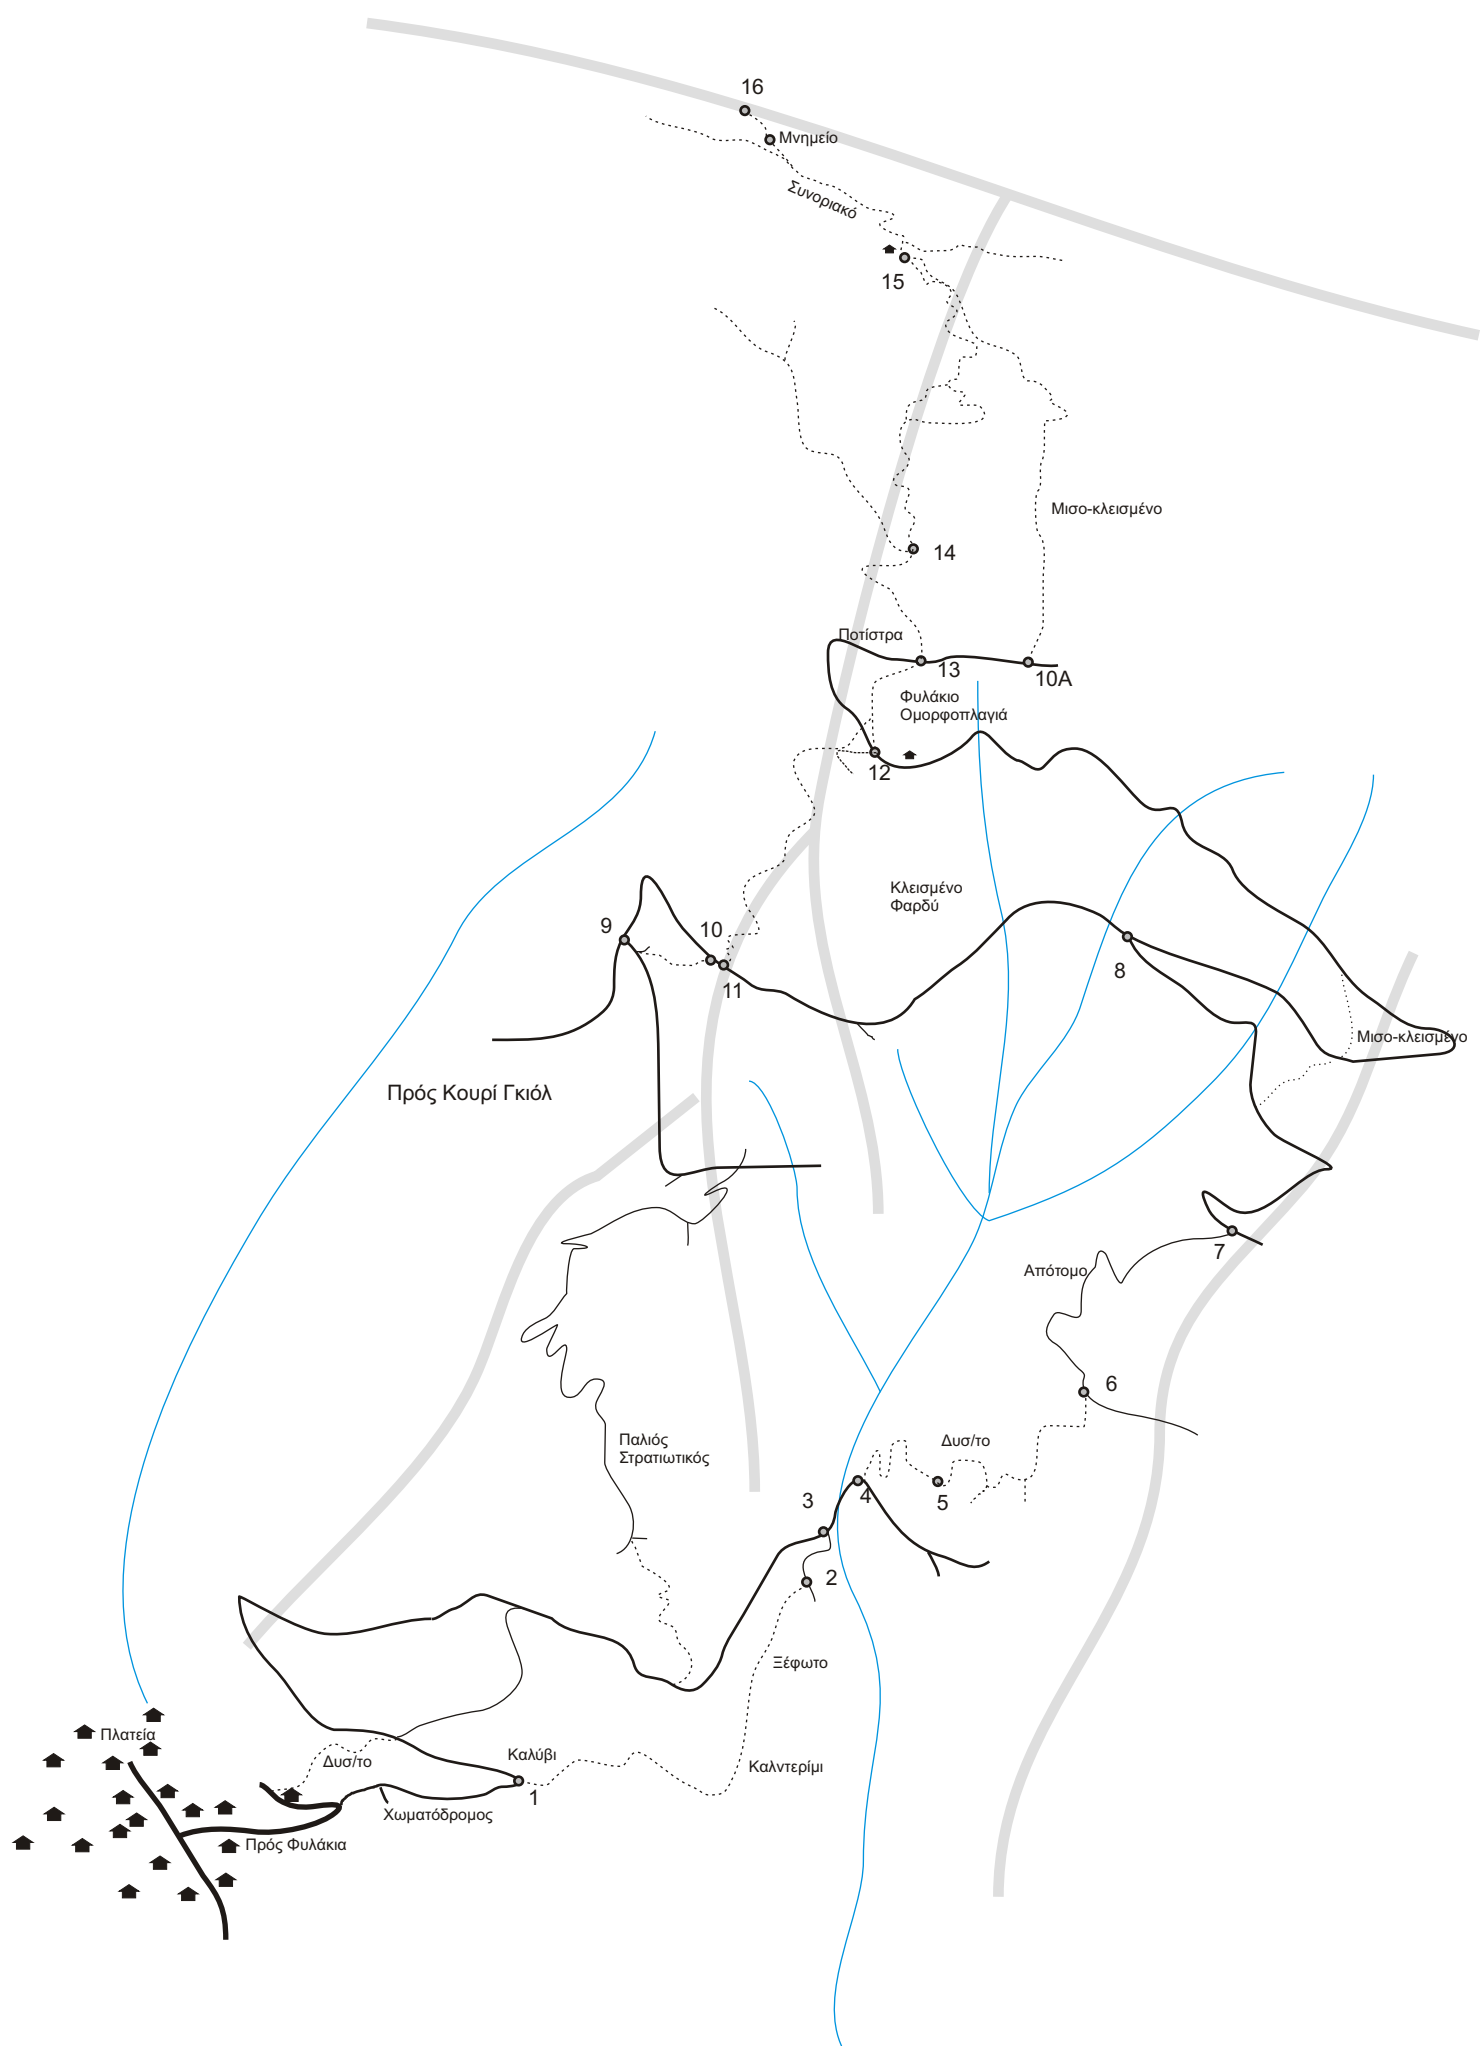 16
Μνημείο
Συνοριακό
15
Μισο-κλεισμένο
14
Ποτίστρα
13
10Α
Φυλάκιο
Ομορφοπλαγιά
12
Κλεισμένο
Φαρδύ
9
10
11
8
Μισο-κλεισμένο
Πρός Κουρί Γκιόλ
7
Απότομο
6
Παλιός
Στρατιωτικός
Δυσ/το
3
4
5
2
Ξέφωτο
Πλατεία
Δυσ/το
Καλύβι
Καλντερίμι
1
Χωματόδρομος
Πρός Φυλάκια